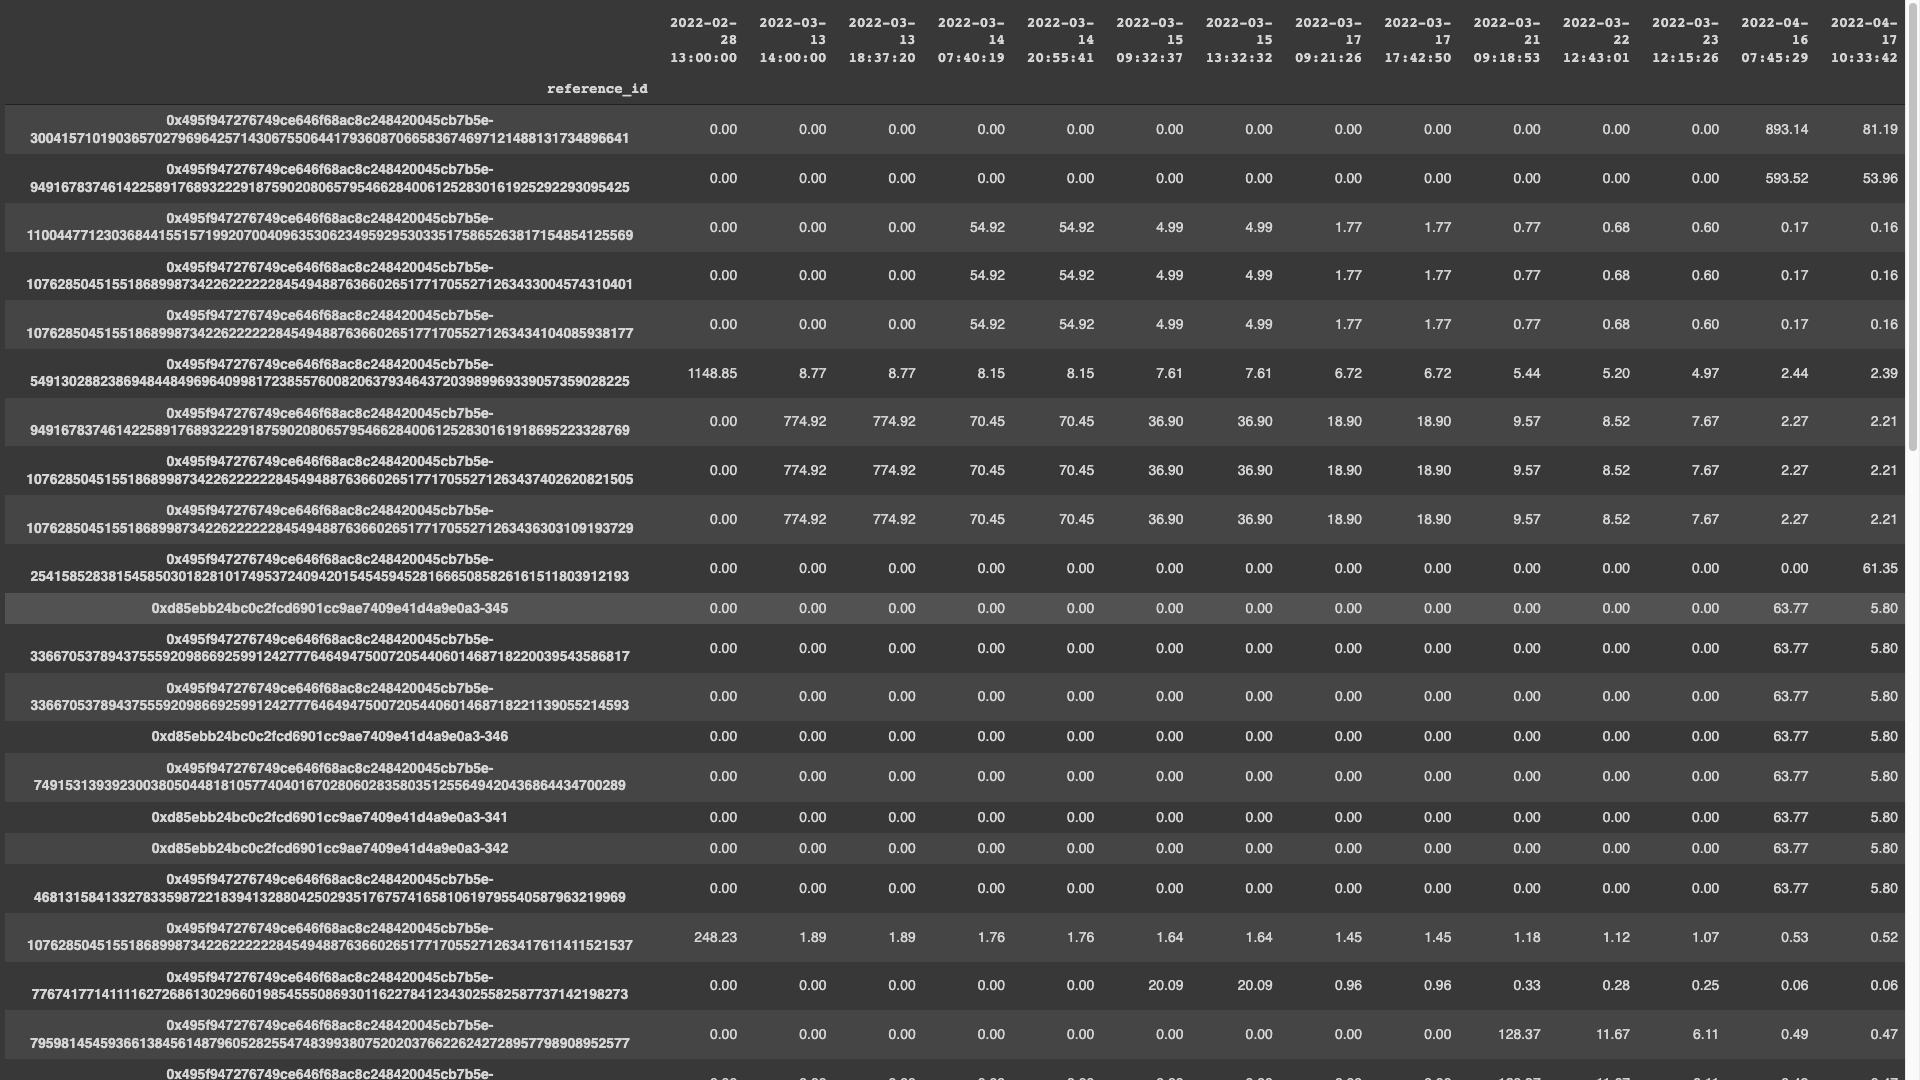 2022-02- 2022-03- 2022-03- 2022-03- 2022-03- 2022-03- 2022-03- 2022-03- 2022-03- 2022-03- 2022-03- 2022-03- 2022-04- 2022-04-
28 13 13 14 14 15 15 17 17 21 22 23 16 17
13:00:00 14:00:00 18:37:20 07:40:19 20:55:41 09:32:37 13:32:32 09:21:26 17:42:50 09:18:53 12:43:01 12:15:26 07:45:29 10:33:42
reference_id
0x495f947276749ce646f68ac8c248420045cb7b5e-
30041571019036570279696425714306755064417936087066583674697121488131734896641
0.00 0.00 0.00 0.00 0.00 0.00 0.00 0.00 0.00 0.00 0.00 0.00 893.14 81.19
0x495f947276749ce646f68ac8c248420045cb7b5e-
94916783746142258917689322291875902080657954662840061252830161925292293095425
0.00 0.00 0.00 0.00 0.00 0.00 0.00 0.00 0.00 0.00 0.00 0.00 593.52 53.96
0x495f947276749ce646f68ac8c248420045cb7b5e-
110044771230368441551571992070040963530623495929530335175865263817154854125569
0.00 0.00 0.00 54.92 54.92 4.99 4.99 1.77 1.77 0.77 0.68 0.60 0.17 0.16
0x495f947276749ce646f68ac8c248420045cb7b5e-
107628504515518689987342262222228454948876366026517717055271263433004574310401
0.00 0.00 0.00 54.92 54.92 4.99 4.99 1.77 1.77 0.77 0.68 0.60 0.17 0.16
0x495f947276749ce646f68ac8c248420045cb7b5e-
107628504515518689987342262222228454948876366026517717055271263434104085938177
0.00 0.00 0.00 54.92 54.92 4.99 4.99 1.77 1.77 0.77 0.68 0.60 0.17 0.16
0x495f947276749ce646f68ac8c248420045cb7b5e-
54913028823869484484969640998172385576008206379346437203989969339057359028225
1148.85 8.77 8.77 8.15 8.15 7.61 7.61 6.72 6.72 5.44 5.20 4.97 2.44 2.39
0x495f947276749ce646f68ac8c248420045cb7b5e-
94916783746142258917689322291875902080657954662840061252830161918695223328769
0.00 774.92 774.92 70.45 70.45 36.90 36.90 18.90 18.90 9.57 8.52 7.67 2.27 2.21
0x495f947276749ce646f68ac8c248420045cb7b5e-
107628504515518689987342262222228454948876366026517717055271263437402620821505
0.00 774.92 774.92 70.45 70.45 36.90 36.90 18.90 18.90 9.57 8.52 7.67 2.27 2.21
0x495f947276749ce646f68ac8c248420045cb7b5e-
107628504515518689987342262222228454948876366026517717055271263436303109193729
0.00 774.92 774.92 70.45 70.45 36.90 36.90 18.90 18.90 9.57 8.52 7.67 2.27 2.21
0x495f947276749ce646f68ac8c248420045cb7b5e-
25415852838154585030182810174953724094201545459452816665085826161511803912193
0.00 0.00 0.00 0.00 0.00 0.00 0.00 0.00 0.00 0.00 0.00 0.00 0.00 61.35
0xd85ebb24bc0c2fcd6901cc9ae7409e41d4a9e0a3-345 0.00 0.00 0.00 0.00 0.00 0.00 0.00 0.00 0.00 0.00 0.00 0.00 63.77 5.80
0x495f947276749ce646f68ac8c248420045cb7b5e-
33667053789437555920986692599124277764649475007205440601468718220039543586817
0.00 0.00 0.00 0.00 0.00 0.00 0.00 0.00 0.00 0.00 0.00 0.00 63.77 5.80
0x495f947276749ce646f68ac8c248420045cb7b5e-
33667053789437555920986692599124277764649475007205440601468718221139055214593
0.00 0.00 0.00 0.00 0.00 0.00 0.00 0.00 0.00 0.00 0.00 0.00 63.77 5.80
0xd85ebb24bc0c2fcd6901cc9ae7409e41d4a9e0a3-346 0.00 0.00 0.00 0.00 0.00 0.00 0.00 0.00 0.00 0.00 0.00 0.00 63.77 5.80
0x495f947276749ce646f68ac8c248420045cb7b5e-
7491531393923003805044818105774040167028060283580351255649420436864434700289
0.00 0.00 0.00 0.00 0.00 0.00 0.00 0.00 0.00 0.00 0.00 0.00 63.77 5.80
0xd85ebb24bc0c2fcd6901cc9ae7409e41d4a9e0a3-341 0.00 0.00 0.00 0.00 0.00 0.00 0.00 0.00 0.00 0.00 0.00 0.00 63.77 5.80
0xd85ebb24bc0c2fcd6901cc9ae7409e41d4a9e0a3-342 0.00 0.00 0.00 0.00 0.00 0.00 0.00 0.00 0.00 0.00 0.00 0.00 63.77 5.80
0x495f947276749ce646f68ac8c248420045cb7b5e-
4681315841332783359872218394132880425029351767574165810619795540587963219969
0.00 0.00 0.00 0.00 0.00 0.00 0.00 0.00 0.00 0.00 0.00 0.00 63.77 5.80
0x495f947276749ce646f68ac8c248420045cb7b5e-
107628504515518689987342262222228454948876366026517717055271263417611411521537
248.23 1.89 1.89 1.76 1.76 1.64 1.64 1.45 1.45 1.18 1.12 1.07 0.53 0.52
0x495f947276749ce646f68ac8c248420045cb7b5e-
77674177141111627268613029660198545550869301162278412343025582587737142198273
0.00 0.00 0.00 0.00 0.00 20.09 20.09 0.96 0.96 0.33 0.28 0.25 0.06 0.06
0x495f947276749ce646f68ac8c248420045cb7b5e-
79598145459366138456148796052825547483993807520203766226242728957798908952577
0.00 0.00 0.00 0.00 0.00 0.00 0.00 0.00 0.00 128.37 11.67 6.11 0.49 0.47
0x495f947276749ce646f68ac8c248420045cb7b5e-